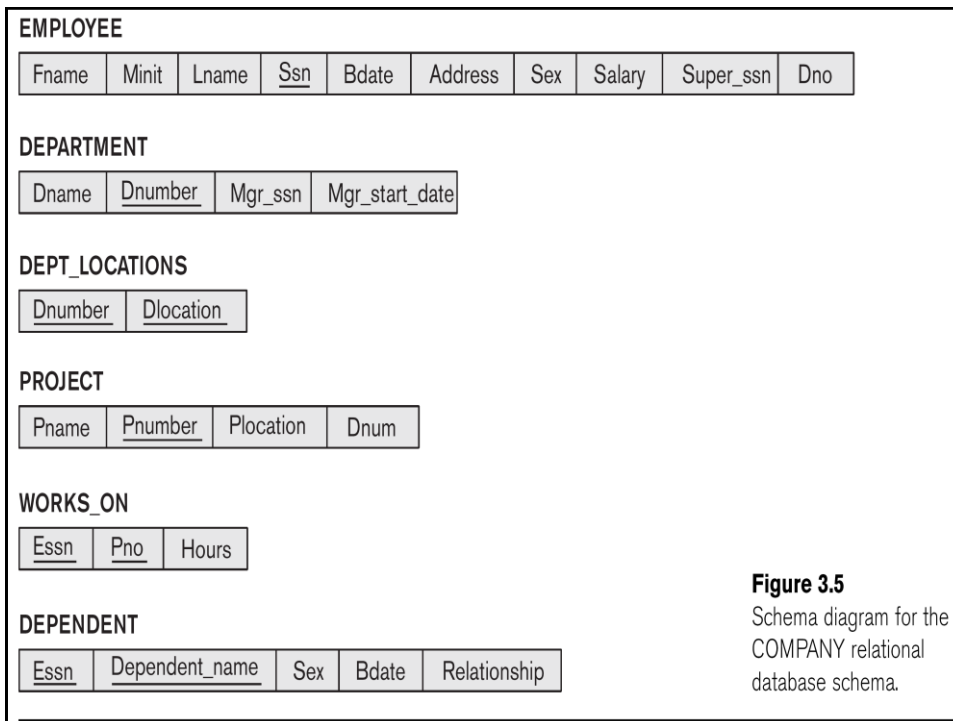 EMPLOYEE
Fname Minit Lname Ssn Bdate Address Sex Salary Super_ssn Dno
DEPARTMENT
Dname Dnumber Mgr_ssn Mgr_start_date
DEPT_LOCATIONS
Dnumber Dlocation
PROJECT
Pname Pnumber Plocation Dnum
WORKS_ON
Essn Pno Hours
DEPENDENT
Essn Dependent_name Sex Bdate Relationship
Figure 3.5
Schema diagram for the
COMPANY relational
database schema.